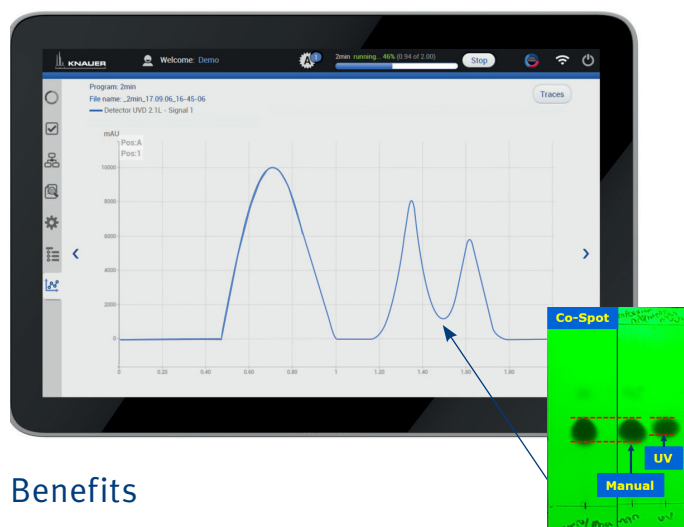 KNAUER
Welcome: Demo
A 1
2min running... 46% (0.94 of 2.00)
Stop
Program: 2min
File name: _2min_17.09.06_16-45-06
Detector UVD 2.1L - Signal 1
Traces
mAU
Pos:A
Pos:1
10000
8000
6000
4000
2000
0
0 0.20 0.40 0.60 0.80 1 1.20 1.40 1.60 1.80
Co-Spot
UV
Manual
Benefits